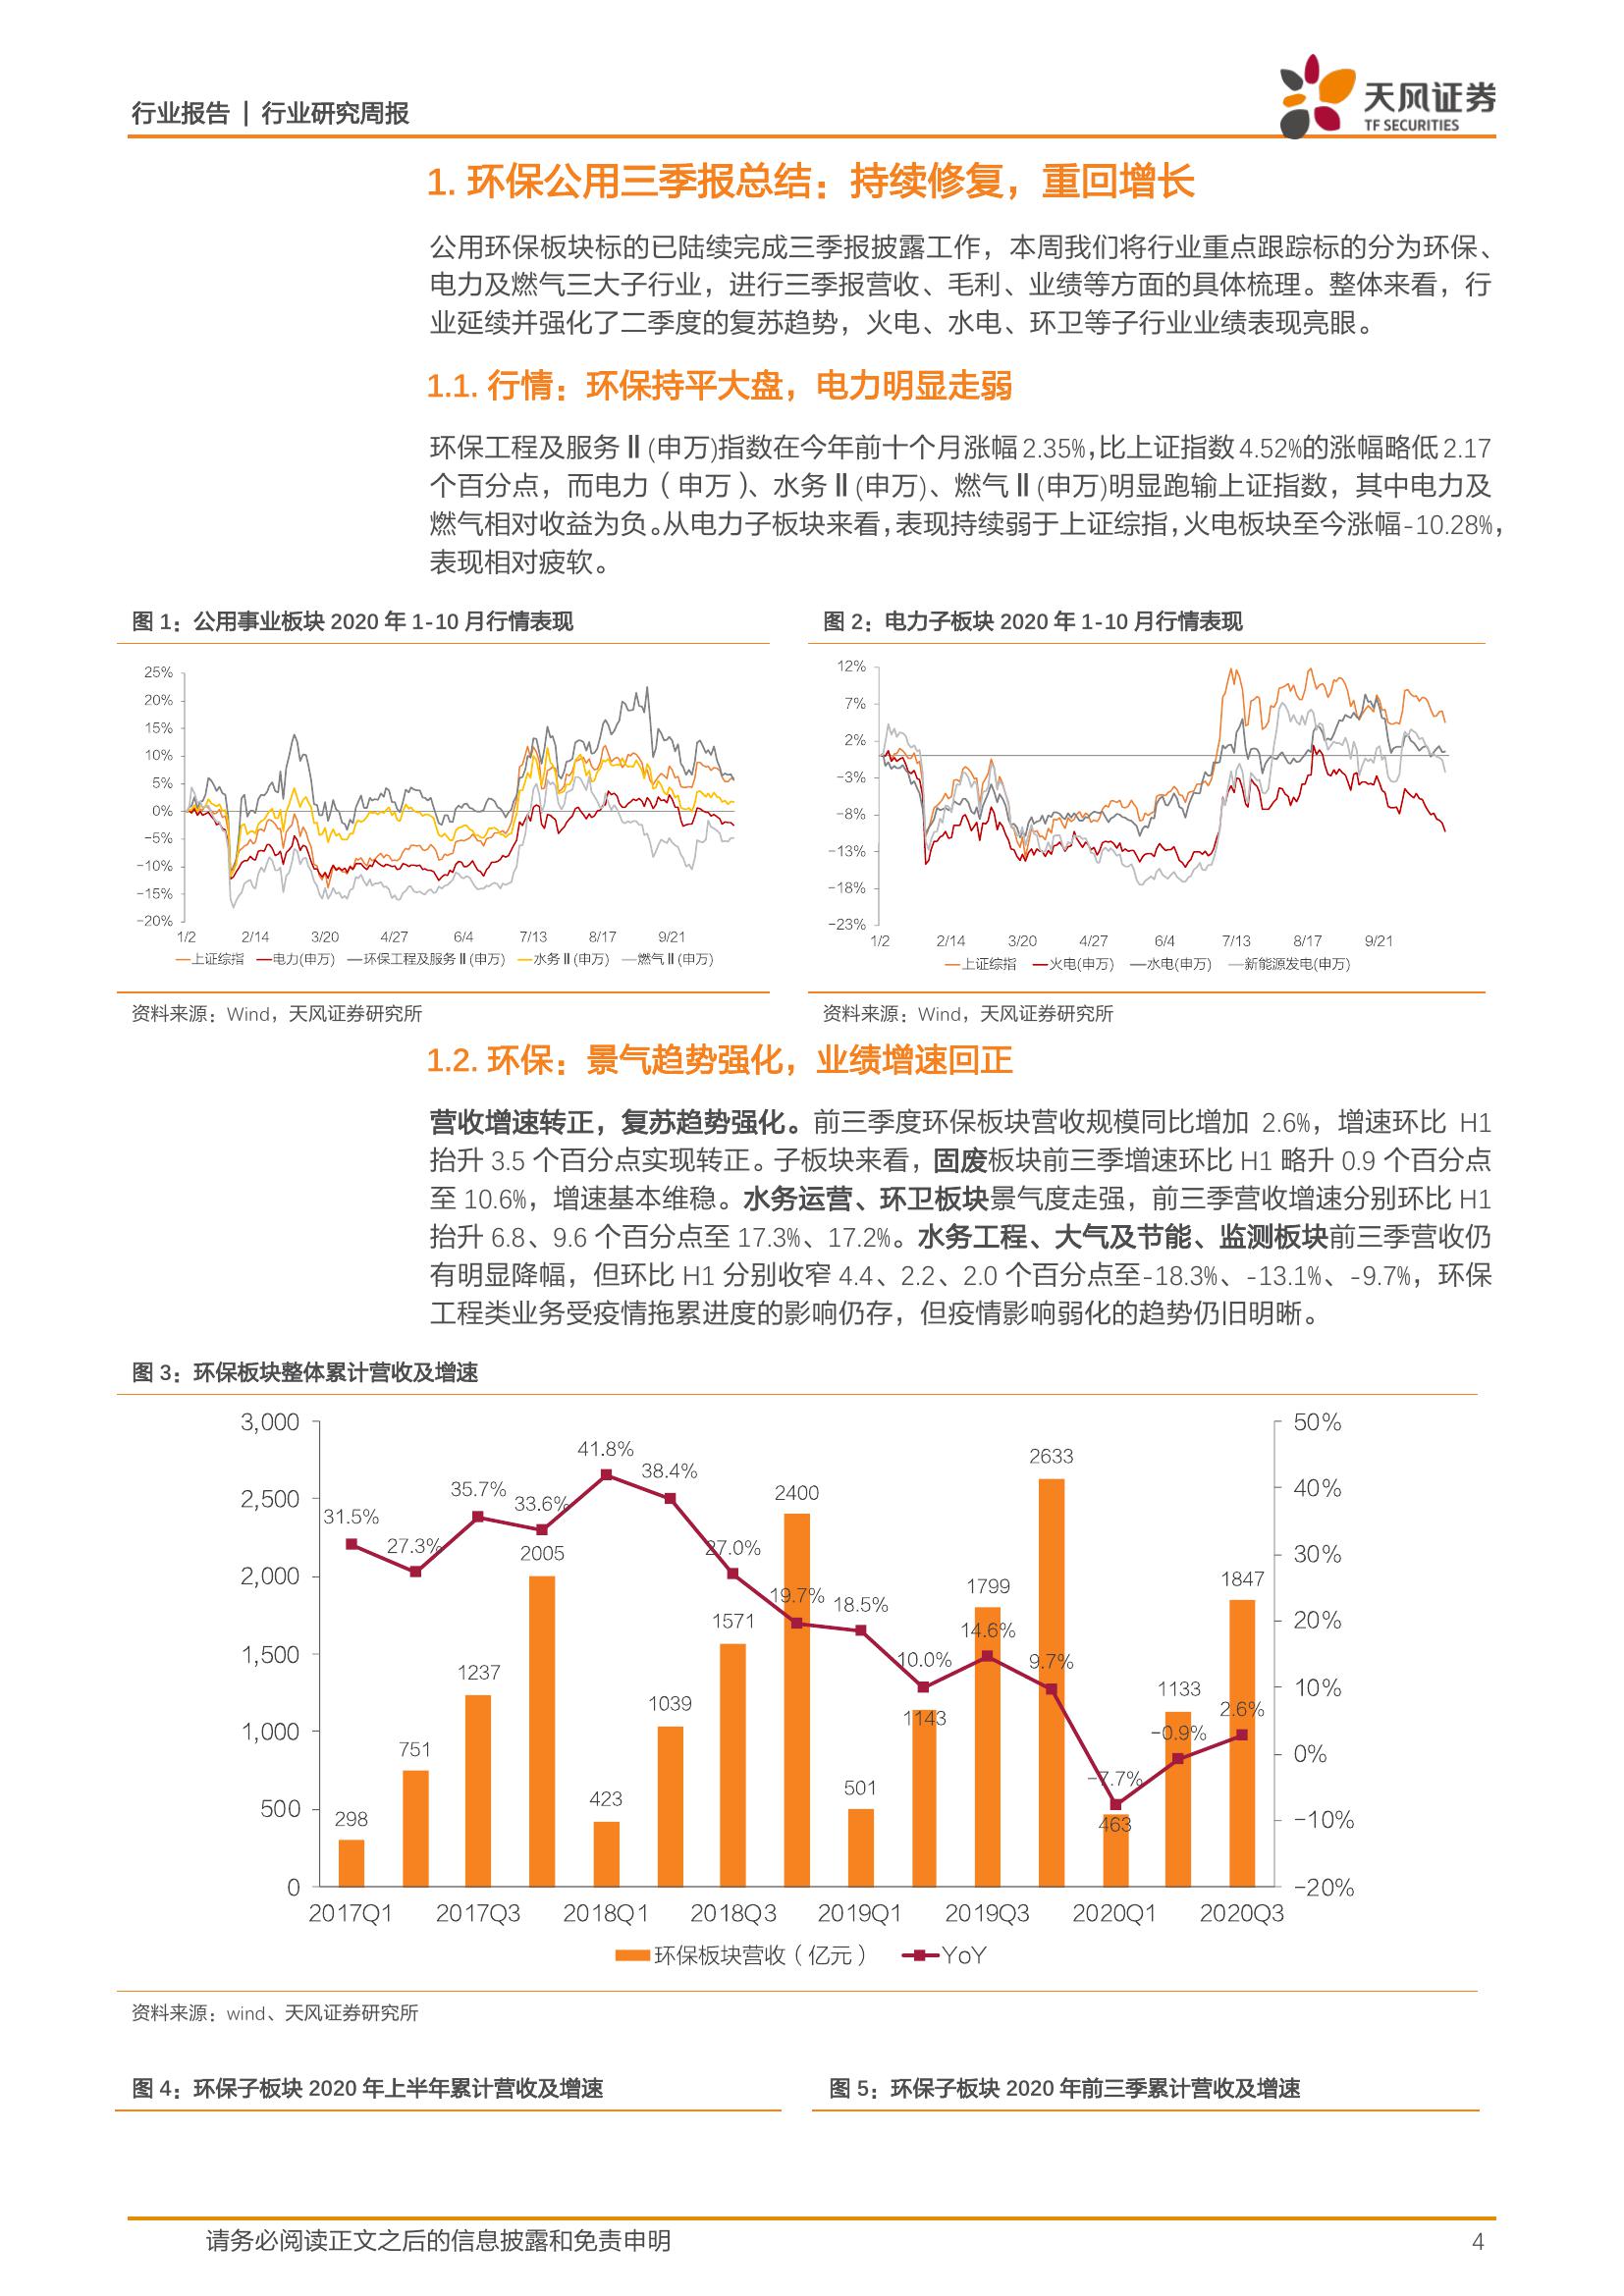 行业报告 | 行业研究周报
天风证券
TF SECURITIES
1. 环保公用三季报总结：持续修复，重回增长
公用环保板块标的已陆续完成三季报披露工作，本周我们将行业重点跟踪标的分为环保、
电力及燃气三大子行业，进行三季报营收、毛利、业绩等方面的具体梳理。整体来看，行
业延续并强化了二季度的复苏趋势，火电、水电、环卫等子行业业绩表现亮眼。
1.1. 行情：环保持平大盘，电力明显走弱
环保工程及服务Ⅱ(申万)指数在今年前十个月涨幅 2.35%，比上证指数 4.52%的涨幅略低 2.17
个百分点，而电力（申万）、水务Ⅱ(申万)、燃气Ⅱ(申万)明显跑输上证指数，其中电力及
燃气相对收益为负。从电力子板块来看，表现持续弱于上证综指，火电板块至今涨幅-10.28%，
表现相对疲软。
图 1：公用事业板块 2020 年 1-10 月行情表现
25%
20%
15%
10%
5%
0%
-5%
-10%
-15%
-20%
1/2 2/14 3/20 4/27 6/4 7/13 8/17 9/21
上证综指 电力(申万) 环保工程及服务Ⅱ(申万) 水务Ⅱ(申万) 燃气Ⅱ(申万)
资料来源：Wind，天风证券研究所
图 2：电力子板块 2020 年 1-10 月行情表现
12%
7%
2%
-3%
-8%
-13%
-18%
-23%
1/2 2/14 3/20 4/27 6/4 7/13 8/17 9/21
上证综指 火电(申万) 水电(申万) 新能源发电(申万)
资料来源：Wind，天风证券研究所
1.2. 环保：景气趋势强化，业绩增速回正
营收增速转正，复苏趋势强化。前三季度环保板块营收规模同比增加 2.6%，增速环比 H1
抬升 3.5 个百分点实现转正。子板块来看，固废板块前三季增速环比 H1 略升 0.9 个百分点
至 10.6%，增速基本维稳。水务运营、环卫板块景气度走强，前三季营收增速分别环比 H1
抬升 6.8、9.6 个百分点至 17.3%、17.2%。水务工程、大气及节能、监测板块前三季营收仍
有明显降幅，但环比 H1 分别收窄 4.4、2.2、2.0 个百分点至-18.3%、-13.1%、-9.7%，环保
工程类业务受疫情拖累进度的影响仍存，但疫情影响弱化的趋势仍旧明晰。
图 3：环保板块整体累计营收及增速
3,000
2,500
2,000
1,500
1,000
500
0
50%
40%
30%
20%
10%
0%
-10%
-20%
31.5% 27.3% 35.7% 33.6% 41.8% 38.4% 27.0% 19.7% 18.5% 10.0% 14.6% 9.7% -7.7% -0.9% 2.6%
298 751 1237 2005 423 1039 1571 2400 501 1143 1799 2633 463 1133 1847
2017Q1 2017Q3 2018Q1 2018Q3 2019Q1 2019Q3 2020Q1 2020Q3
环保板块营收（亿元） YoY
资料来源：wind、天风证券研究所
图 4：环保子板块 2020 年上半年累计营收及增速
图 5：环保子板块 2020 年前三季累计营收及增速
请务必阅读正文之后的信息披露和免责申明
4